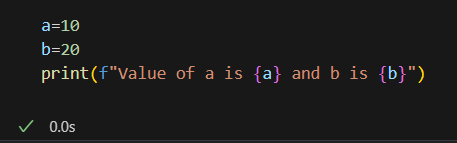 a=10
b=20
print(f"Value of a is {a} and b is {b}")
0.0s